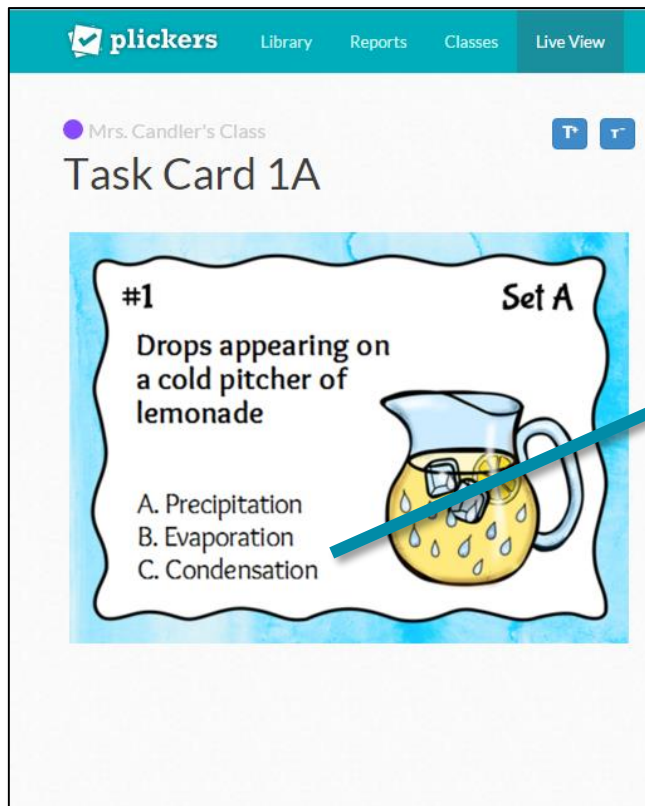 plickers Library Reports Classes Live View
Mrs. Candler's Class
T+ T-
Task Card 1A
#1 Set A
Drops appearing on
a cold pitcher of
lemonade
A. Precipitation
B. Evaporation
C. Condensation